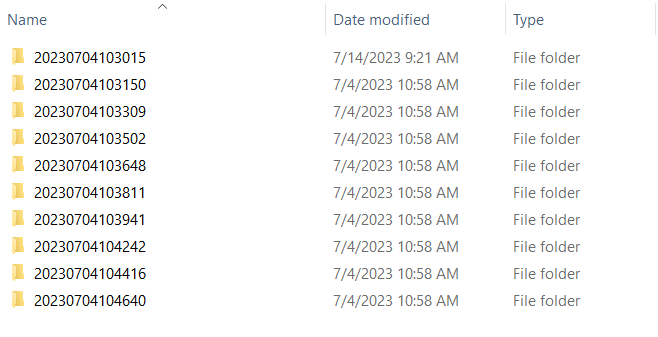 Name Date modified Type
20230704103015 7/14/2023 9:21 AM File folder
20230704103150 7/4/2023 10:58 AM File folder
20230704103309 7/4/2023 10:58 AM File folder
20230704103502 7/4/2023 10:58 AM File folder
20230704103648 7/4/2023 10:58 AM File folder
20230704103811 7/4/2023 10:58 AM File folder
20230704103941 7/4/2023 10:58 AM File folder
20230704104242 7/4/2023 10:58 AM File folder
20230704104416 7/4/2023 10:58 AM File folder
20230704104640 7/4/2023 10:58 AM File folder